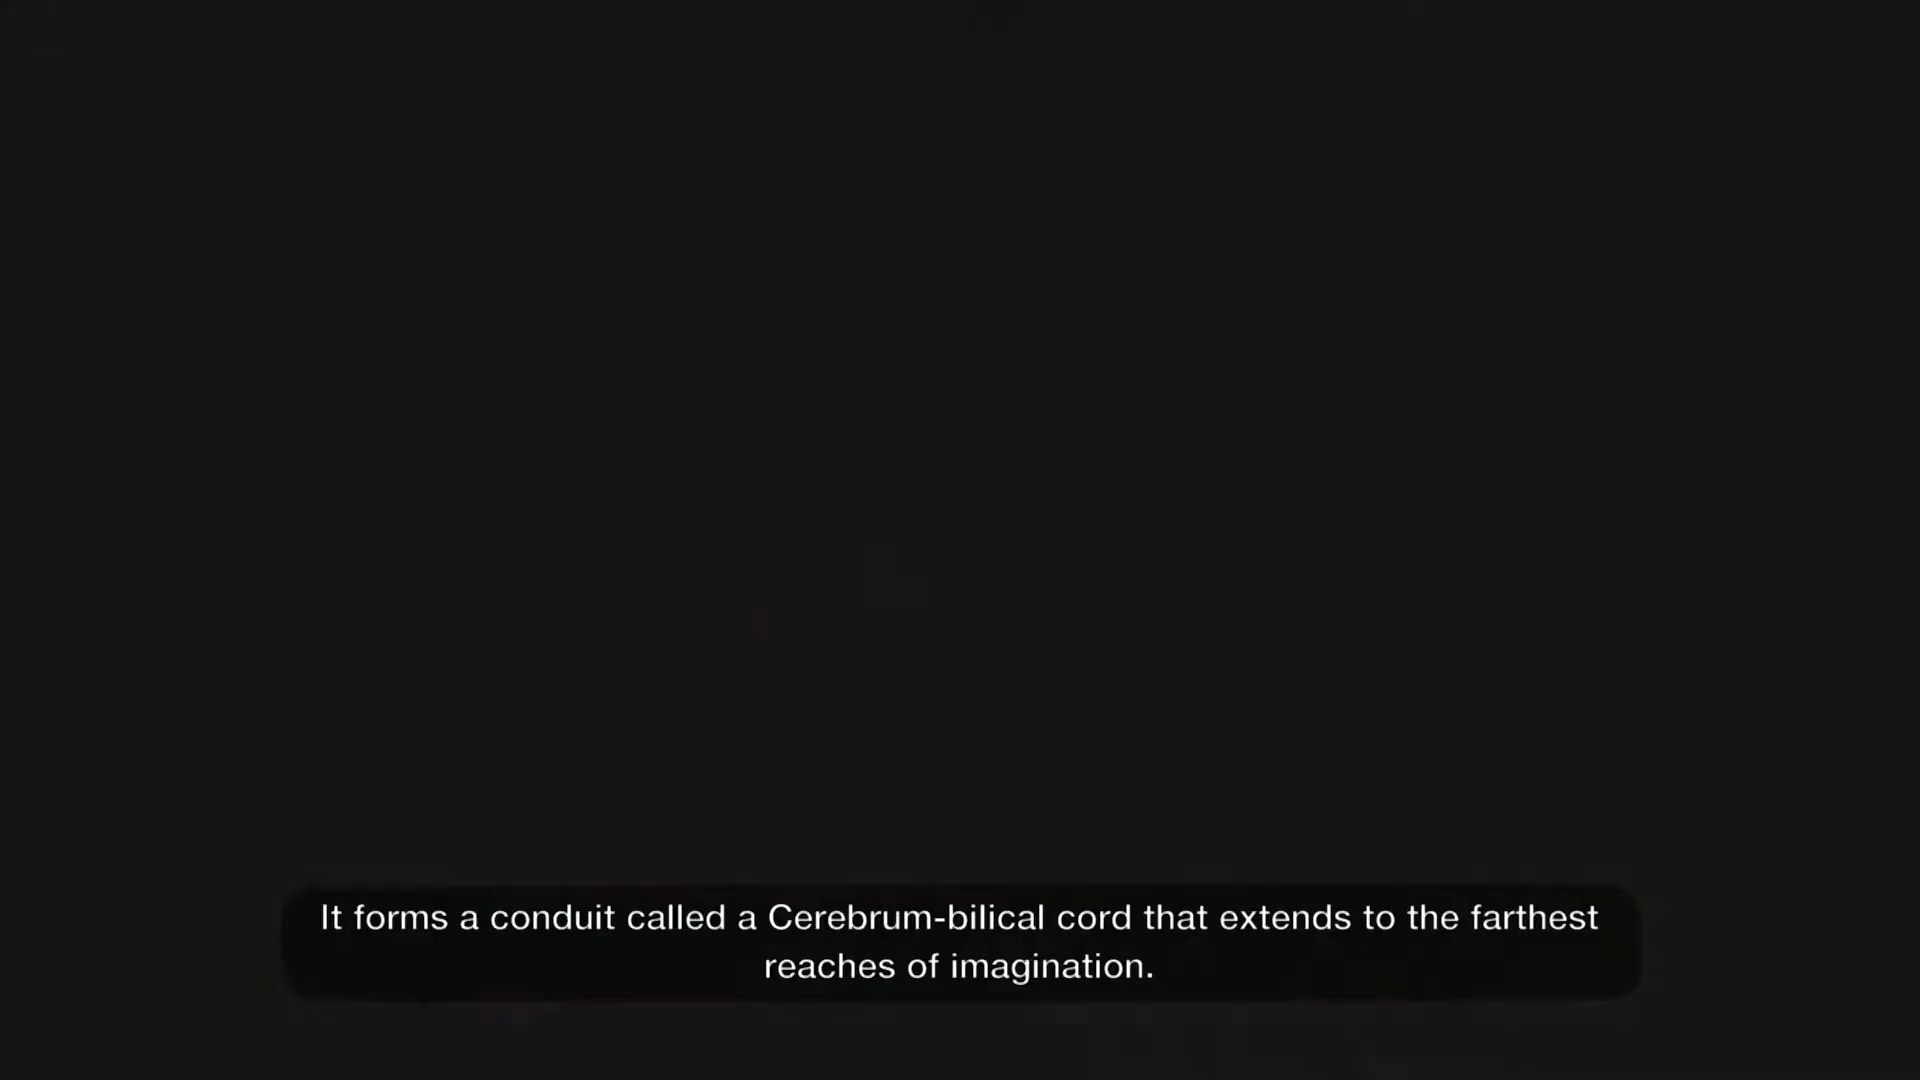 It forms a conduit called a Cerebrum-bilical cord that extends to the farthest
reaches of imagination.